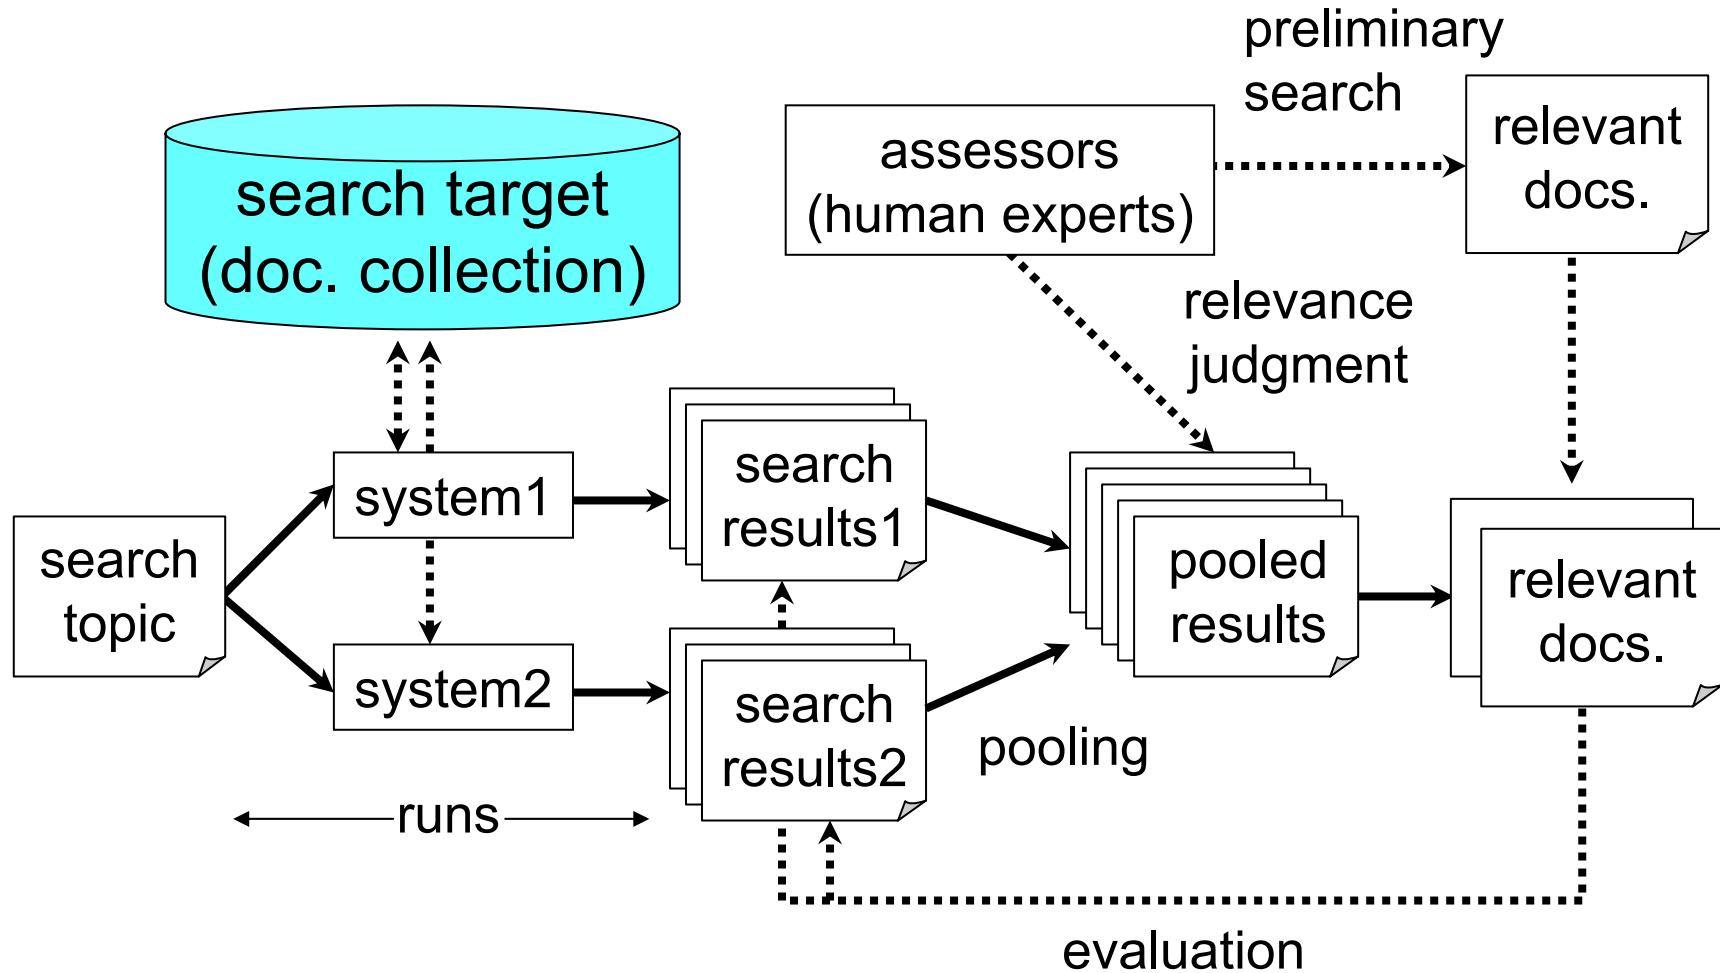 preliminary
search
search target
(doc. collection)
assessors
(human experts)
relevant
docs.
relevance
judgment
search
topic
system1
system2
search
results1
search
results2
pooled
results
relevant
docs.
pooling
runs
evaluation